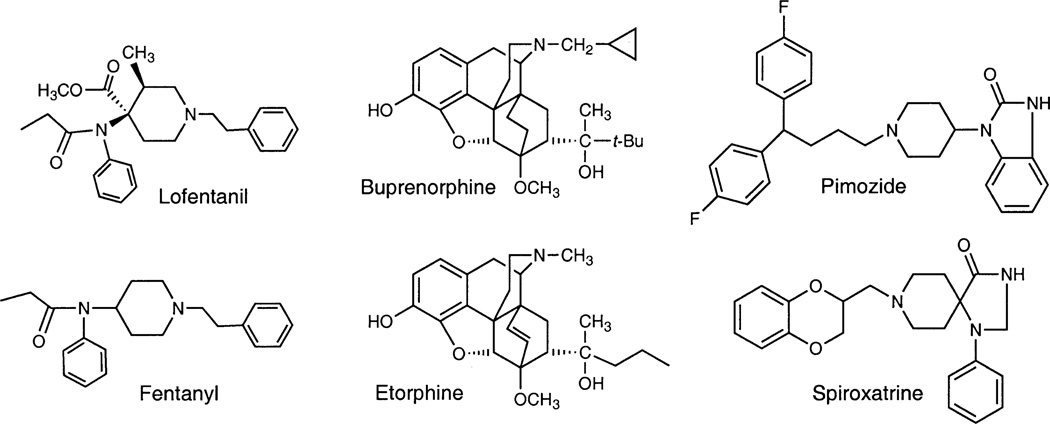 CH₃
O
CH₃O
N
N
O
Lofentanil
N
CH₂
HO
CH₃
O
C
t-Bu
OH
OCH₃
Buprenorphine
F
O
NH
N
N
F
Pimozide
N
N
O
Fentanyl
N
CH₃
HO
CH₃
O
C
OH
OCH₃
Etorphine
O
NH
O
N
O
N
Spiroxatrine